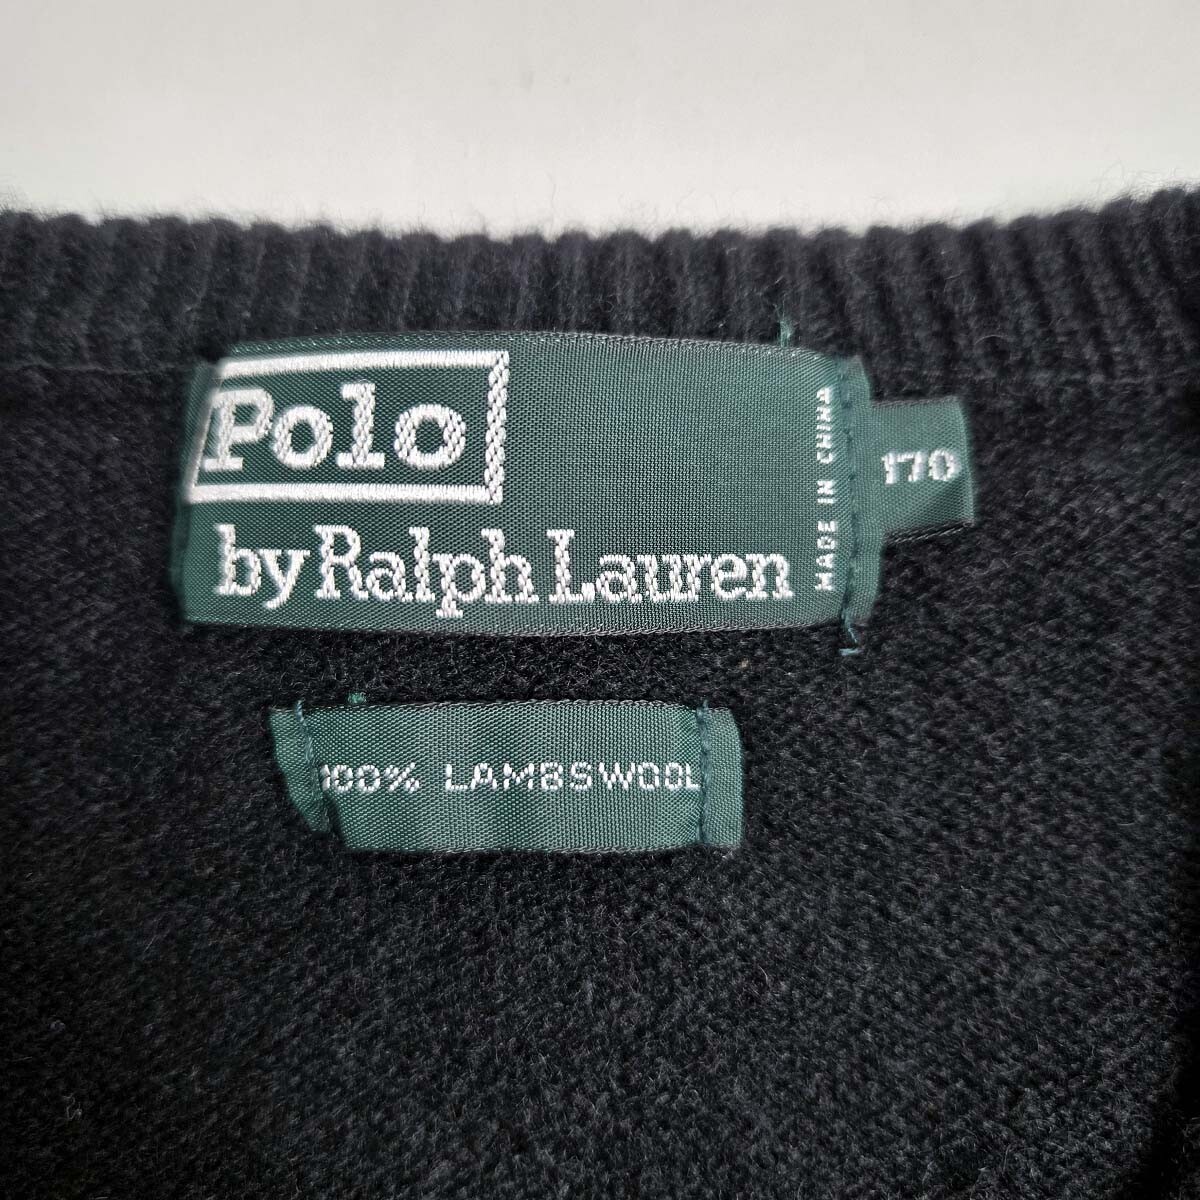 Polo
by Ralph Lauren
MADE IN CHINA
170
100% LAMBSWOOL